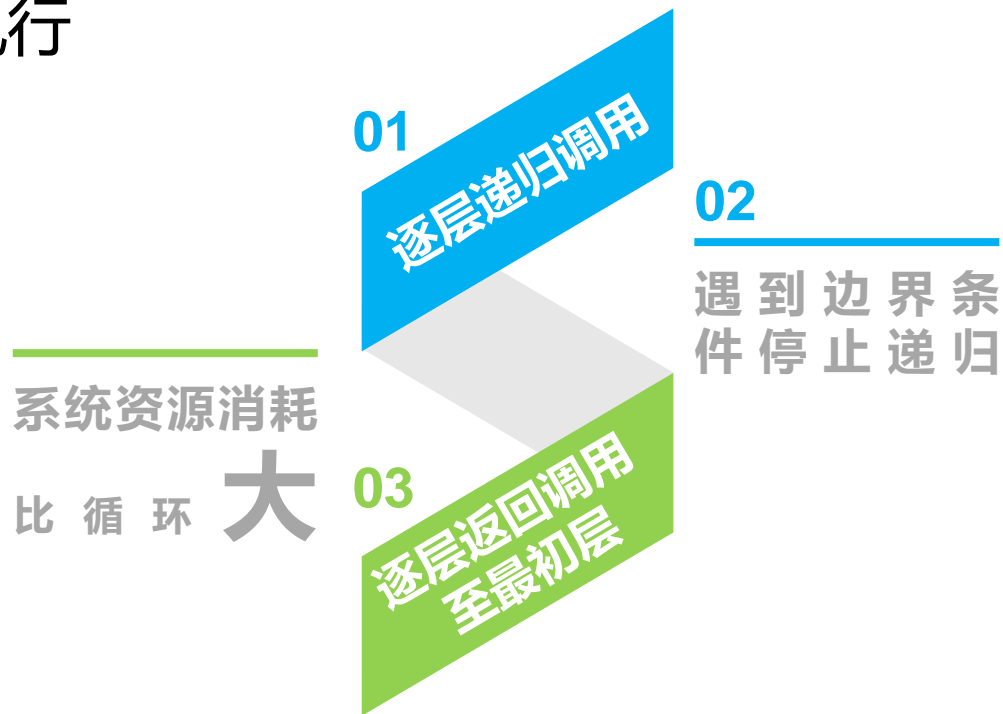 行
01
逐层递归调用
02
遇到边界条
件停止递归
03
逐层返回调用
至最初层
系统资源消耗
比循环大